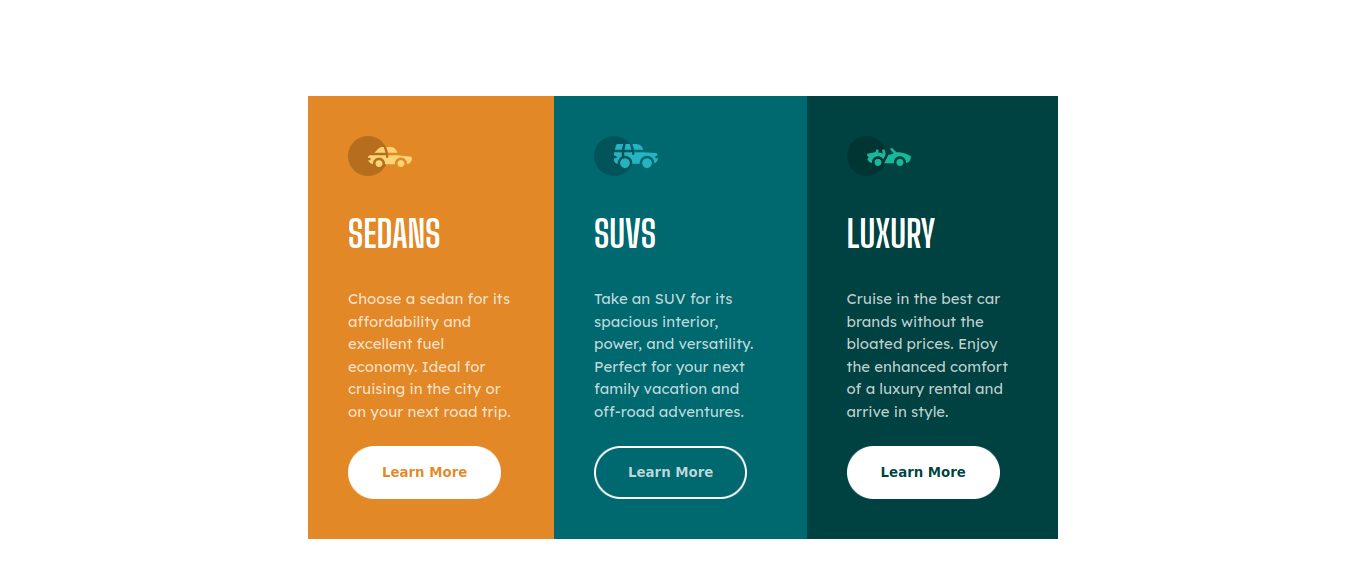 SEDANS
Choose a sedan for its
affordability and
excellent fuel
economy. Ideal for
cruising in the city or
on your next road trip.
Learn More
SUVS
Take an SUV for its
spacious interior,
power, and versatility.
Perfect for your next
family vacation and
off-road adventures.
Learn More
LUXURY
Cruise in the best car
brands without the
bloated prices. Enjoy
the enhanced comfort
of a luxury rental and
arrive in style.
Learn More